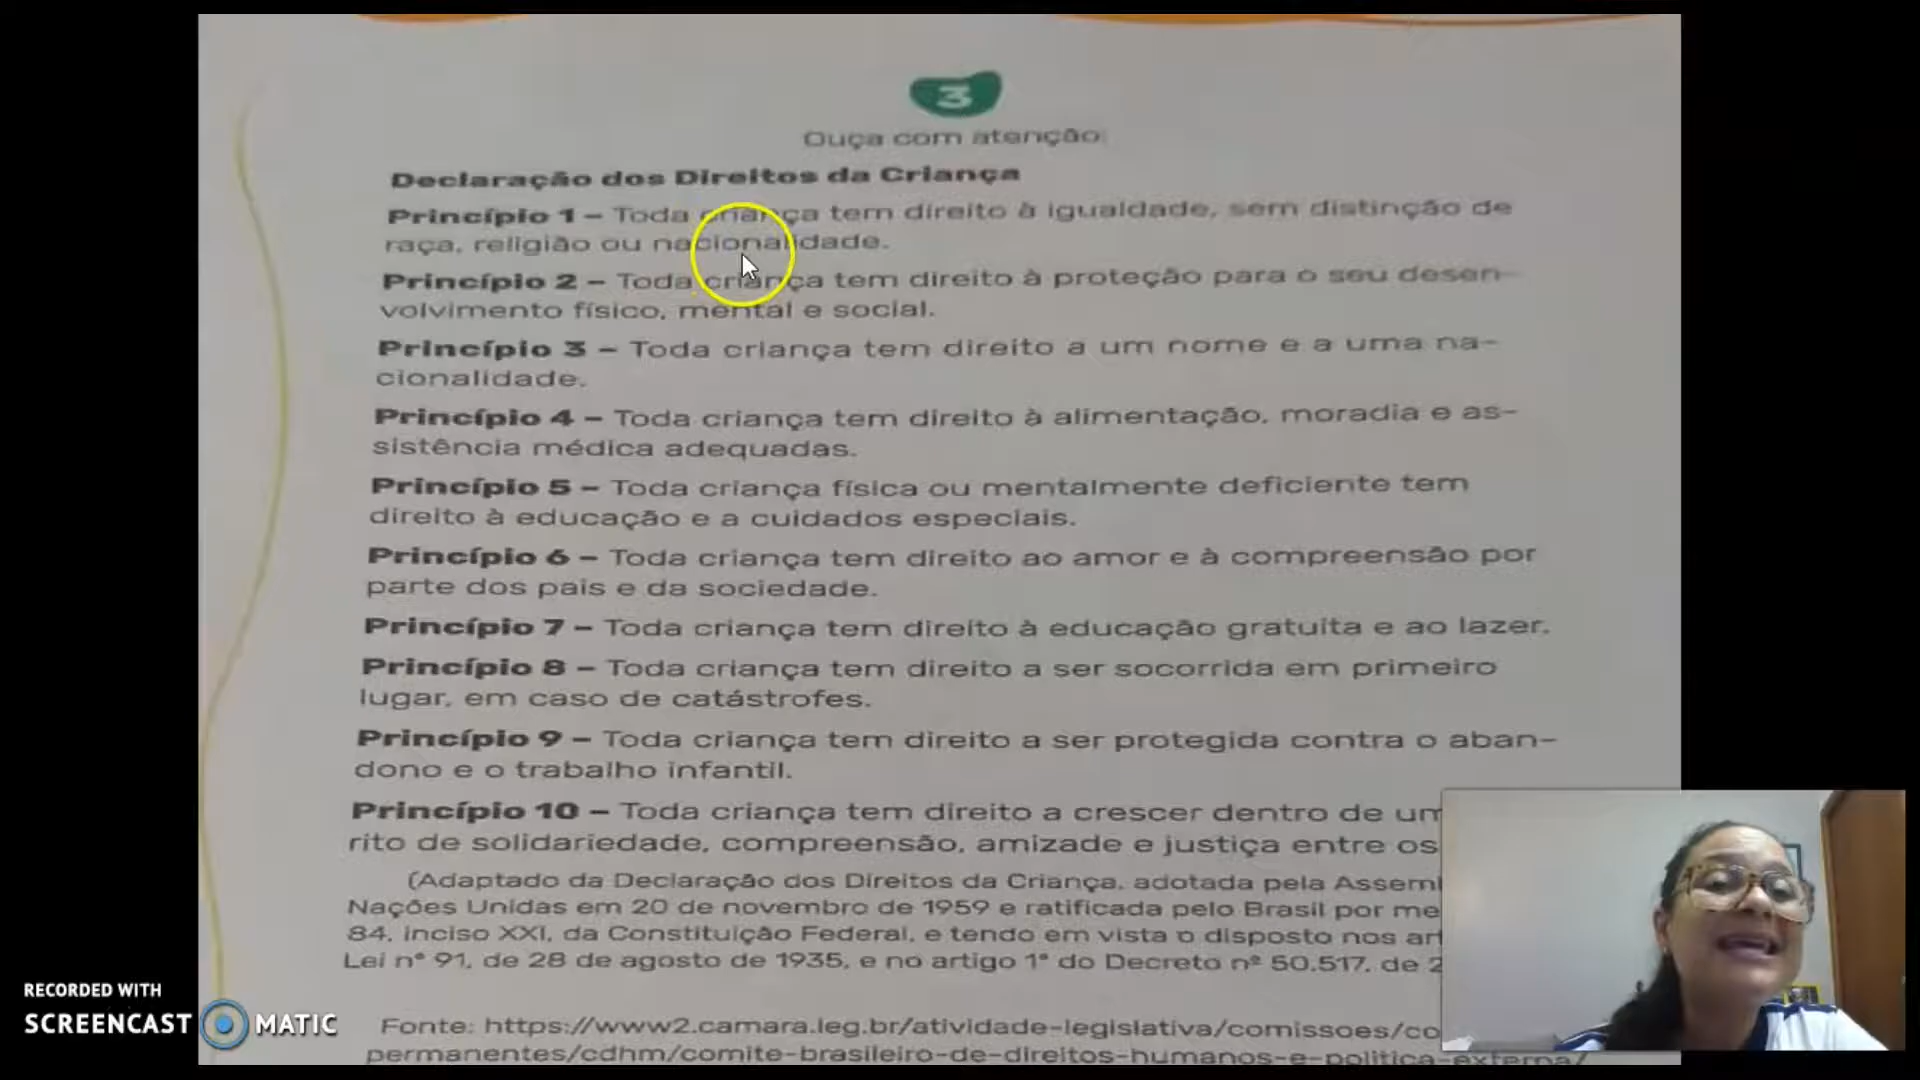 3
Ouça com atenção:
Declaração dos Direitos da Criança
Princípio 1 – Toda criança tem direito à igualdade, sem distinção de
raça, religião ou nacionalidade.
Princípio 2 – Toda criança tem direito à proteção para o seu desen-
volvimento físico, mental e social.
Princípio 3 – Toda criança tem direito a um nome e a uma na-
cionalidade.
Princípio 4 – Toda criança tem direito à alimentação, moradia e as-
sistência médica adequadas.
Princípio 5 – Toda criança física ou mentalmente deficiente tem
direito à educação e a cuidados especiais.
Princípio 6 – Toda criança tem direito ao amor e à compreensão por
parte dos pais e da sociedade.
Princípio 7 – Toda criança tem direito à educação gratuita e ao lazer.
Princípio 8 – Toda criança tem direito a ser socorrida em primeiro
lugar, em caso de catástrofes.
Princípio 9 – Toda criança tem direito a ser protegida contra o aban-
dono e o trabalho infantil.
Princípio 10 – Toda criança tem direito a crescer dentro de um
rito de solidariedade, compreensão, amizade e justiça entre os
(Adaptado da Declaração dos Direitos da Criança, adotada pela Assem
Nações Unidas em 20 de novembro de 1959 e ratificada pelo Brasil por me
84, inciso XXI, da Constituição Federal, e tendo em vista o disposto nos art
Lei nº 91, de 28 de agosto de 1935, e no artigo 1º do Decreto nº 50.517, de 2
Fonte: https://www2.camara.leg.br/atividade-legislativa/comissoes/co
permanentes/cdhm/comite-brasileiro-de-direitos-humanos-e-politica-externa/
RECORDED WITH
SCREENCAST MATIC